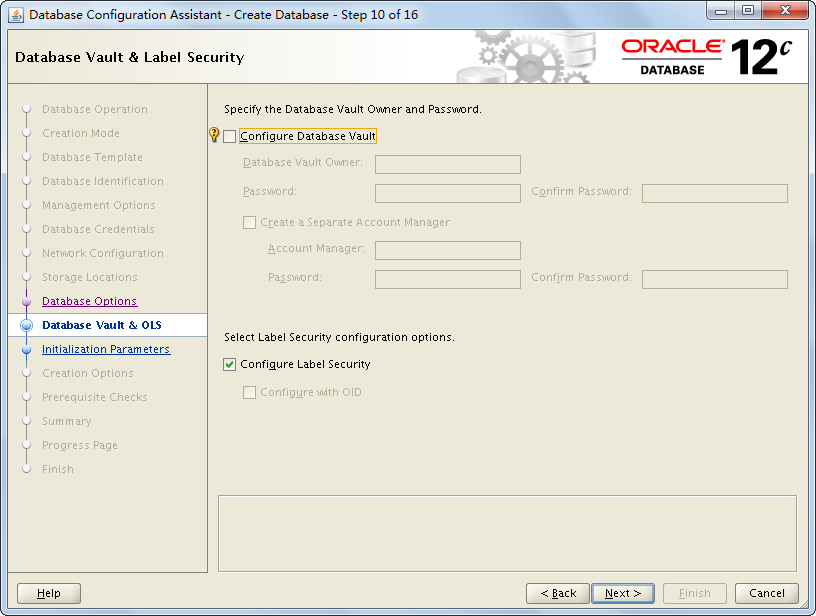 Database Configuration Assistant - Create Database - Step 10 of 16
Database Vault & Label Security
ORACLE
DATABASE
12c
Database Operation
Creation Mode
Database Template
Database Identification
Management Options
Database Credentials
Network Configuration
Storage Locations
Database Options
Database Vault & OLS
Initialization Parameters
Creation Options
Prerequisite Checks
Summary
Progress Page
Finish
Specify the Database Vault Owner and Password.
Configure Database Vault
Database Vault Owner:
Password: Confirm Password:
Create a Separate Account Manager
Account Manager:
Password: Confirm Password:
Select Label Security configuration options.
Configure Label Security
Configure with OID
Help < Back Next > Finish Cancel